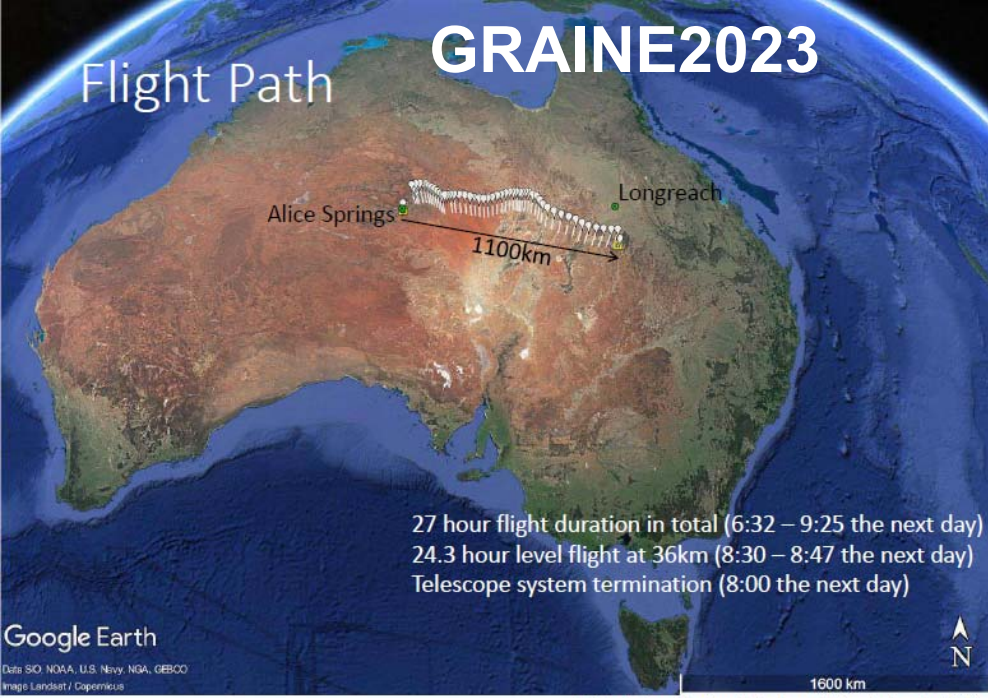 GRAINE2023
Flight Path
Longreach
Alice Springs
1100km
27 hour flight duration in total (6:32 – 9:25 the next day)
24.3 hour level flight at 36km (8:30 – 8:47 the next day)
Telescope system termination (8:00 the next day)
Google Earth
Data SIO, NOAA, U.S. Navy, NGA, GEBCO
Image Landsat / Copernicus
N
1600 km